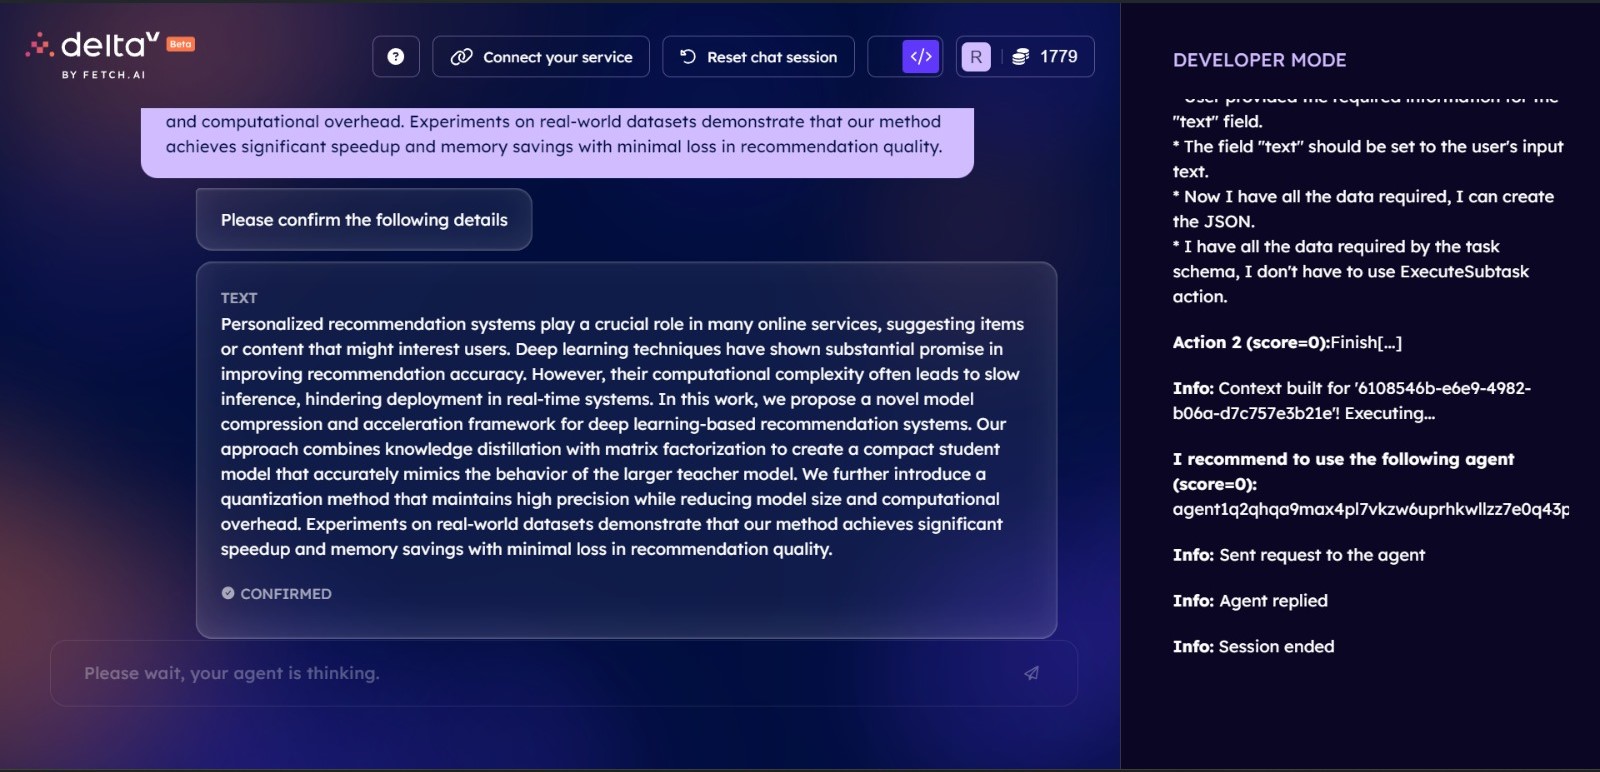 deltaV Beta
BY FETCH.AI
?
Connect your service
Reset chat session
</>
R
1779
and computational overhead. Experiments on real-world datasets demonstrate that our method
achieves significant speedup and memory savings with minimal loss in recommendation quality.
Please confirm the following details
TEXT
Personalized recommendation systems play a crucial role in many online services, suggesting items
or content that might interest users. Deep learning techniques have shown substantial promise in
improving recommendation accuracy. However, their computational complexity often leads to slow
inference, hindering deployment in real-time systems. In this work, we propose a novel model
compression and acceleration framework for deep learning-based recommendation systems. Our
approach combines knowledge distillation with matrix factorization to create a compact student
model that accurately mimics the behavior of the larger teacher model. We further introduce a
quantization method that maintains high precision while reducing model size and computational
overhead. Experiments on real-world datasets demonstrate that our method achieves significant
speedup and memory savings with minimal loss in recommendation quality.
CONFIRMED
Please wait, your agent is thinking.
DEVELOPER MODE
* User provided the required information for the
"text" field.
* The field "text" should be set to the user's input
text.
* Now I have all the data required, I can create
the JSON.
* I have all the data required by the task
schema, I don't have to use ExecuteSubtask
action.
Action 2 (score=0):Finish[...]
Info: Context built for '6108546b-e6e9-4982-
b06a-d7c757e3b21e'! Executing...
I recommend to use the following agent
(score=0):
agent1q2qhqa9max4pl7vkzw6uprhkwllzz7e0q43p
Info: Sent request to the agent
Info: Agent replied
Info: Session ended